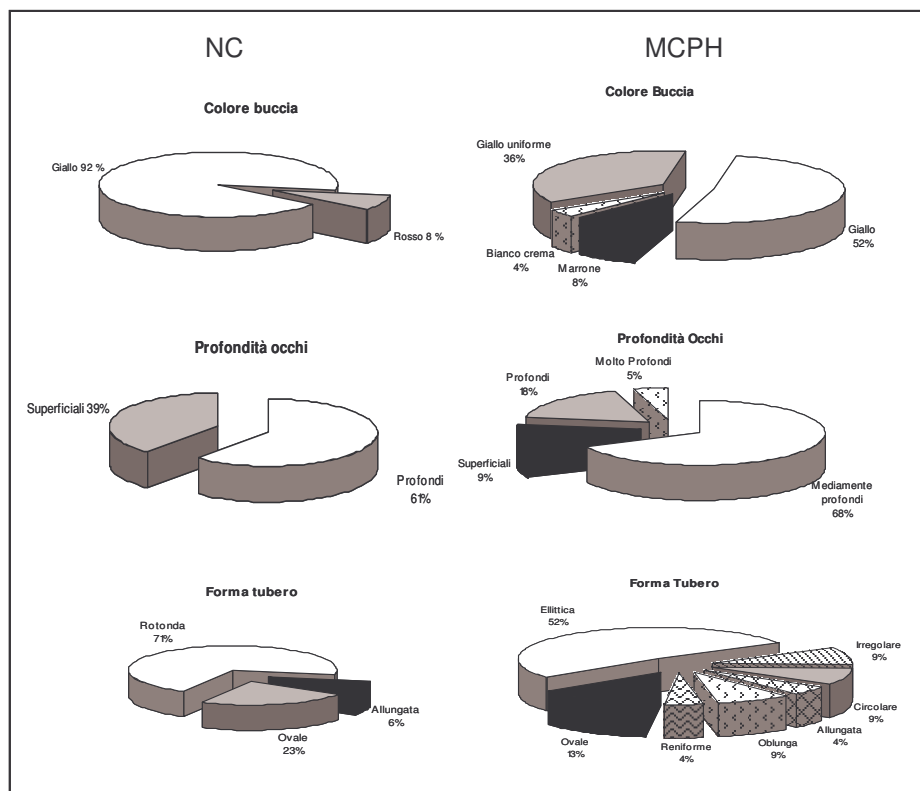 NC
MCPH
Colore buccia
Giallo 92 %
Rosso 8 %
Colore Buccia
Giallo uniforme
36%
Giallo
52%
Bianco crema
4%
Marrone
8%
Profondità occhi
Superficiali 39%
Profondi
61%
Profondità Occhi
Molto Profondi
5%
Profondi
18%
Superficiali
9%
Mediamente
profondi
68%
Forma tubero
Rotonda
71%
Allungata
6%
Ovale
23%
Forma Tubero
Ellittica
52%
Irregolare
9%
Circolare
9%
Allungata
4%
Oblunga
9%
Reniforme
4%
Ovale
13%